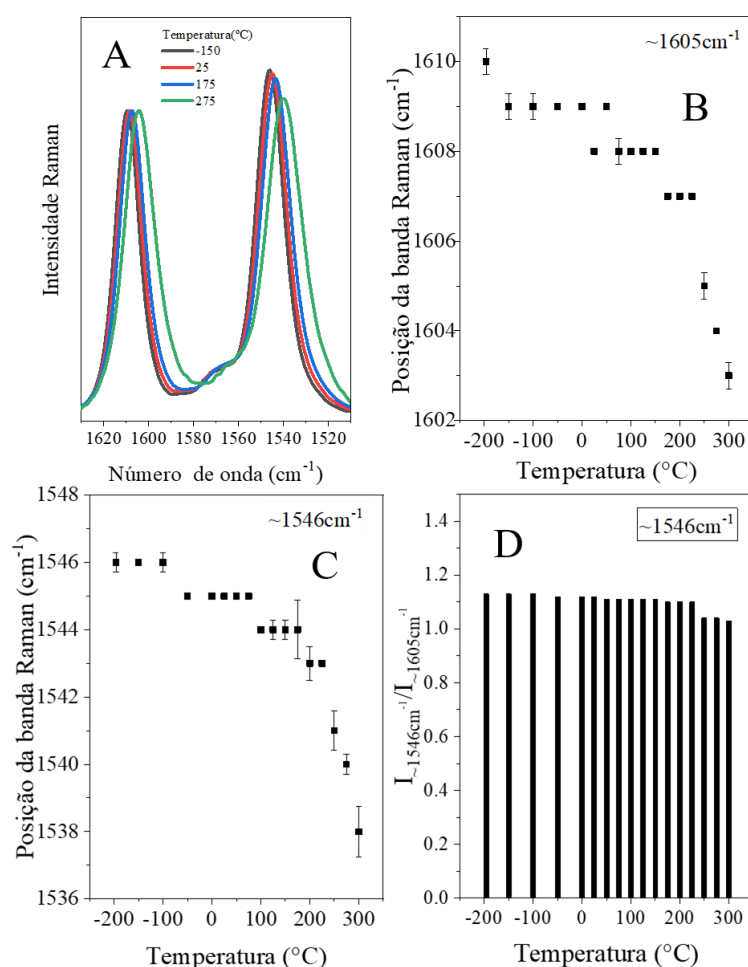 A
Temperatura(°C)
-150
25
175
275
Intensidade Raman
1620 1600 1580 1560 1540 1520
Número de onda (cm⁻¹)
B
~1605cm⁻¹
Posição da banda Raman (cm⁻¹)
1610
1608
1606
1604
1602
-200 -100 0 100 200 300
Temperatura (°C)
C
~1546cm⁻¹
Posição da banda Raman (cm⁻¹)
1548
1546
1544
1543
1540
1538
1536
-200 -100 0 100 200 300
Temperatura (°C)
D
~1546cm⁻¹
I~1546cm⁻¹/I~1605cm⁻¹
1.4
1.2
1.0
0.8
0.6
0.4
0.2
0.0
-200 -100 0 100 200 300
Temperatura (°C)